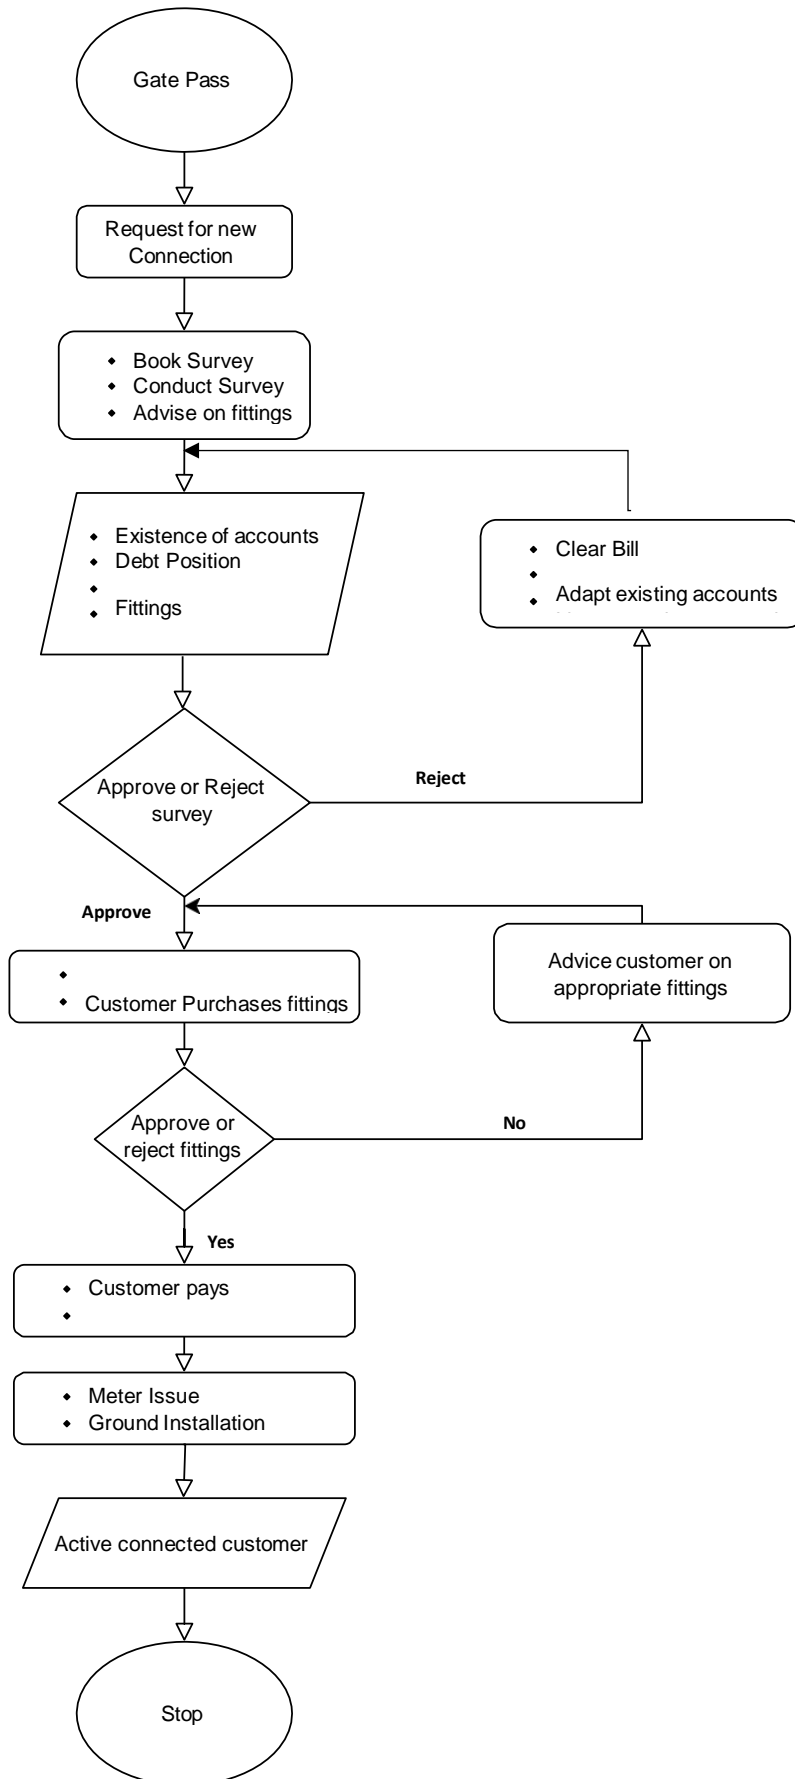 Gate Pass
Request for new
Connection
• Book Survey
• Conduct Survey
• Advise on fittings
• Existence of accounts
• Debt Position
•
• Fittings
• Clear Bill
•
• Adapt existing accounts
Approve or Reject
survey
Reject
Approve
•
• Customer Purchases fittings
Advice customer on
appropriate fittings
Approve or
reject fittings
No
Yes
• Customer pays
•
• Meter Issue
• Ground Installation
Active connected customer
Stop